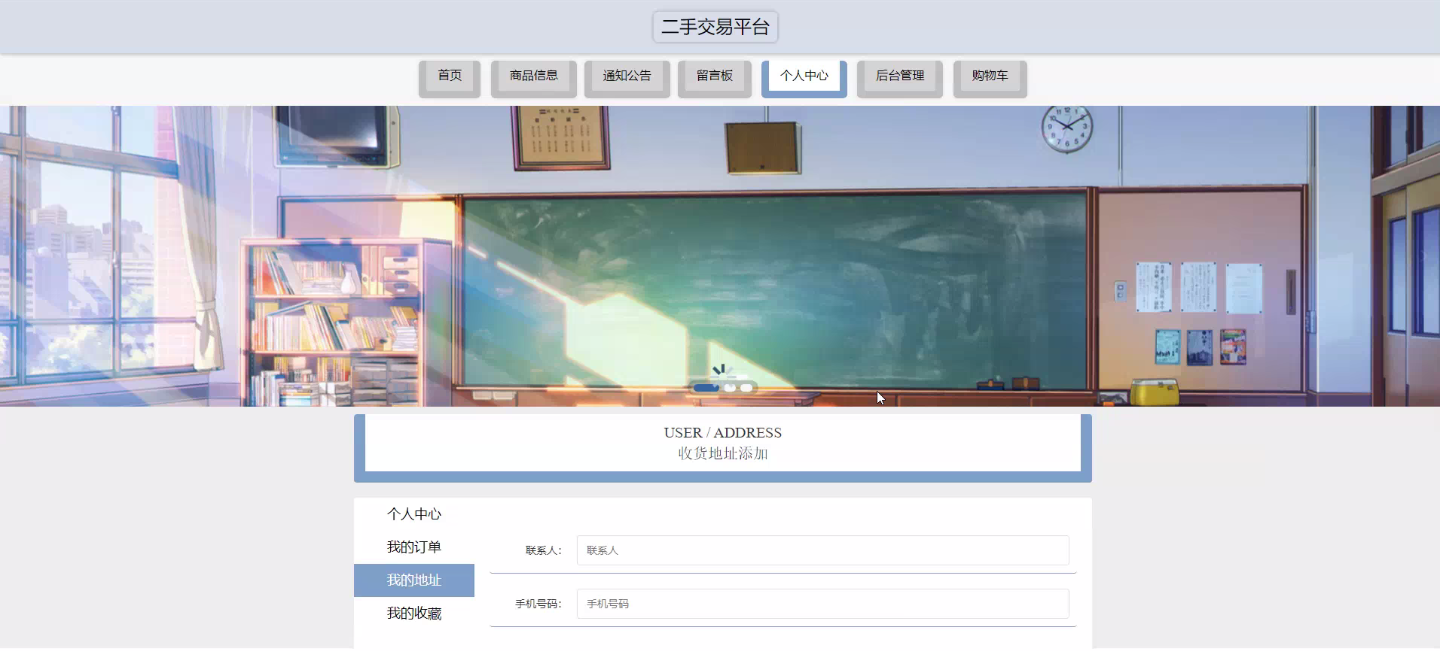 二手交易平台
首页 商品信息 通知公告 留言板 个人中心 后台管理 购物车
USER / ADDRESS
收货地址添加
个人中心
我的订单
我的地址
我的收藏
联系人： 联系人
手机号码： 手机号码